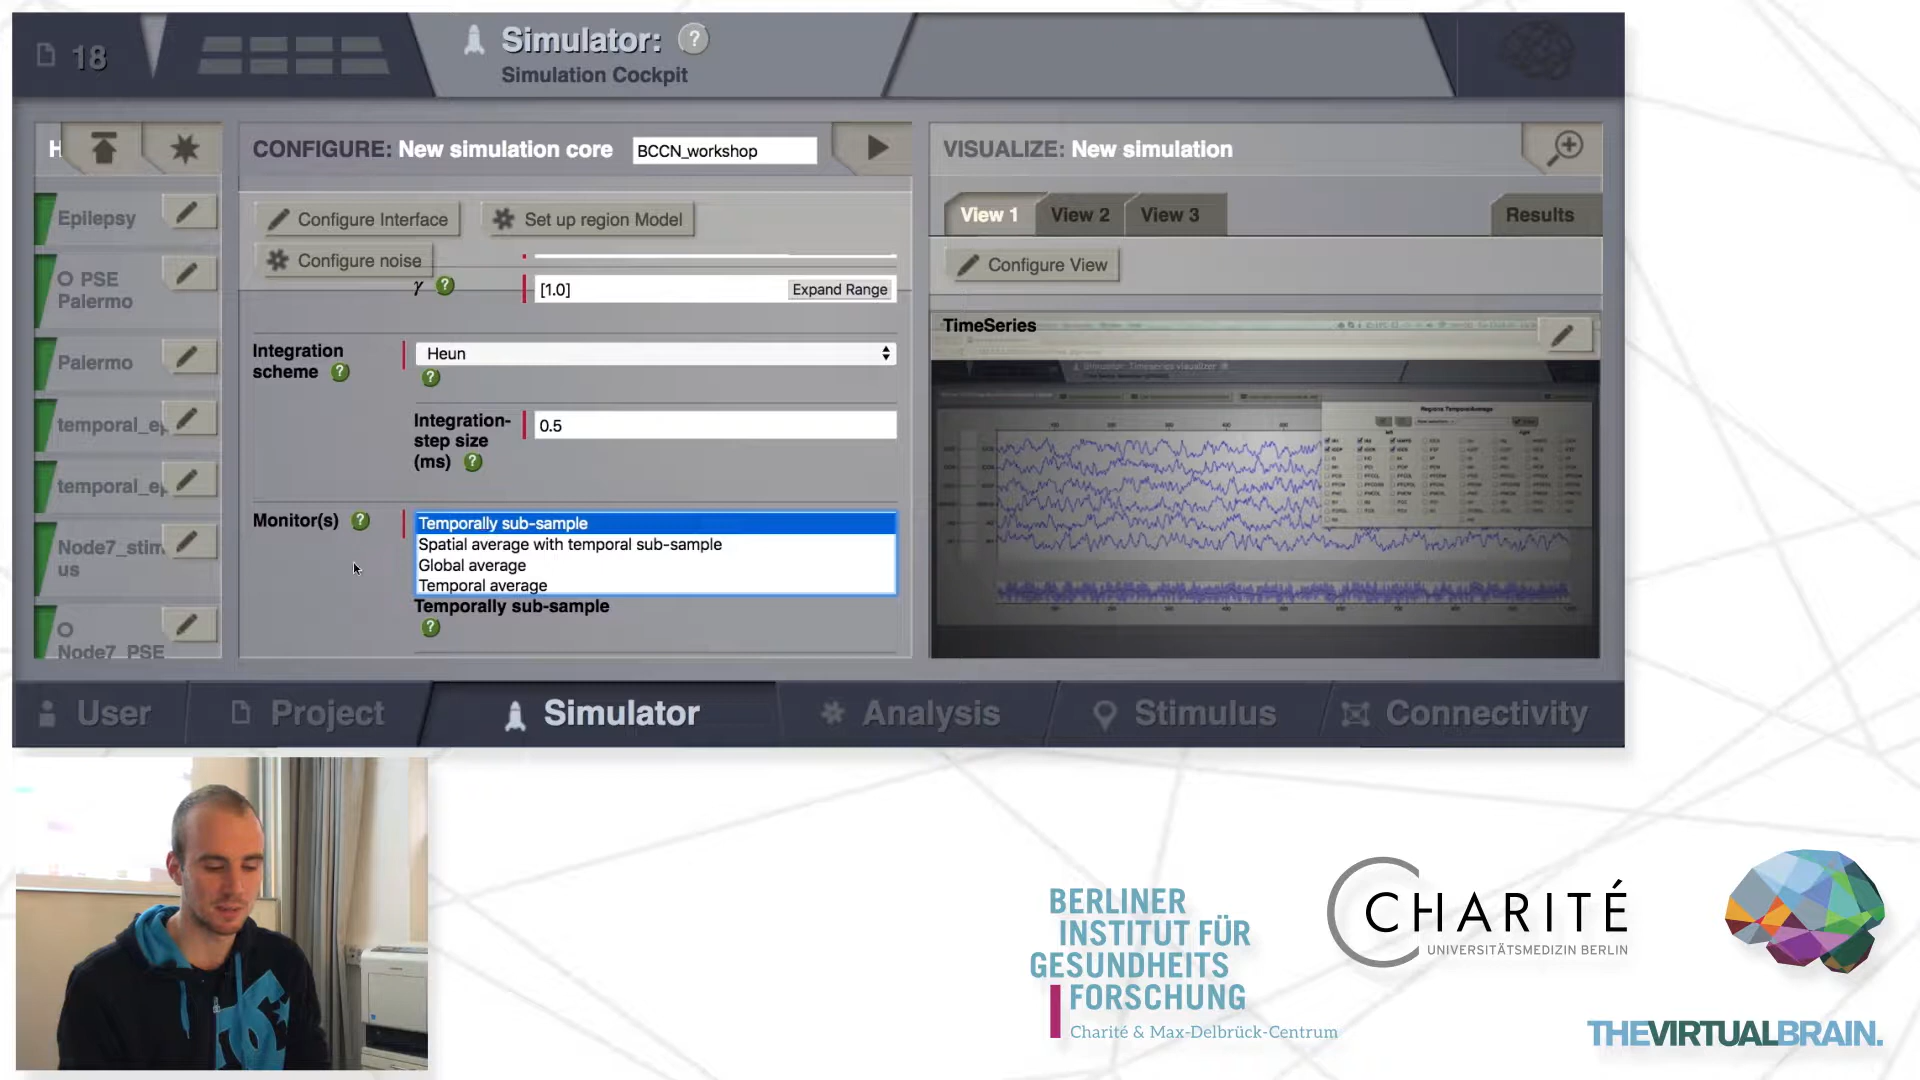 18
Simulator: ?
Simulation Cockpit
H
CONFIGURE: New simulation core BCCN_workshop
VISUALIZE: New simulation
Epilepsy
O PSE
Palermo
Palermo
temporal_ep
temporal_ep
Node7_stim
us
O
Node7_PSE
Configure Interface
Set up region Model
Configure noise
γ ? [1.0] Expand Range
Integration
scheme ?
Heun
?
Integration-
step size
(ms) ?
0.5
Monitor(s) ?
Temporally sub-sample
Spatial average with temporal sub-sample
Global average
Temporal average
Temporally sub-sample
?
View 1 View 2 View 3 Results
Configure View
TimeSeries
User Project Simulator Analysis Stimulus Connectivity
BERLINER
INSTITUT FÜR
GESUNDHEITS
FORSCHUNG
Charité & Max-Delbrück-Centrum
CHARITÉ
UNIVERSITÄTSMEDIZIN BERLIN
THEVIRTUALBRAIN.